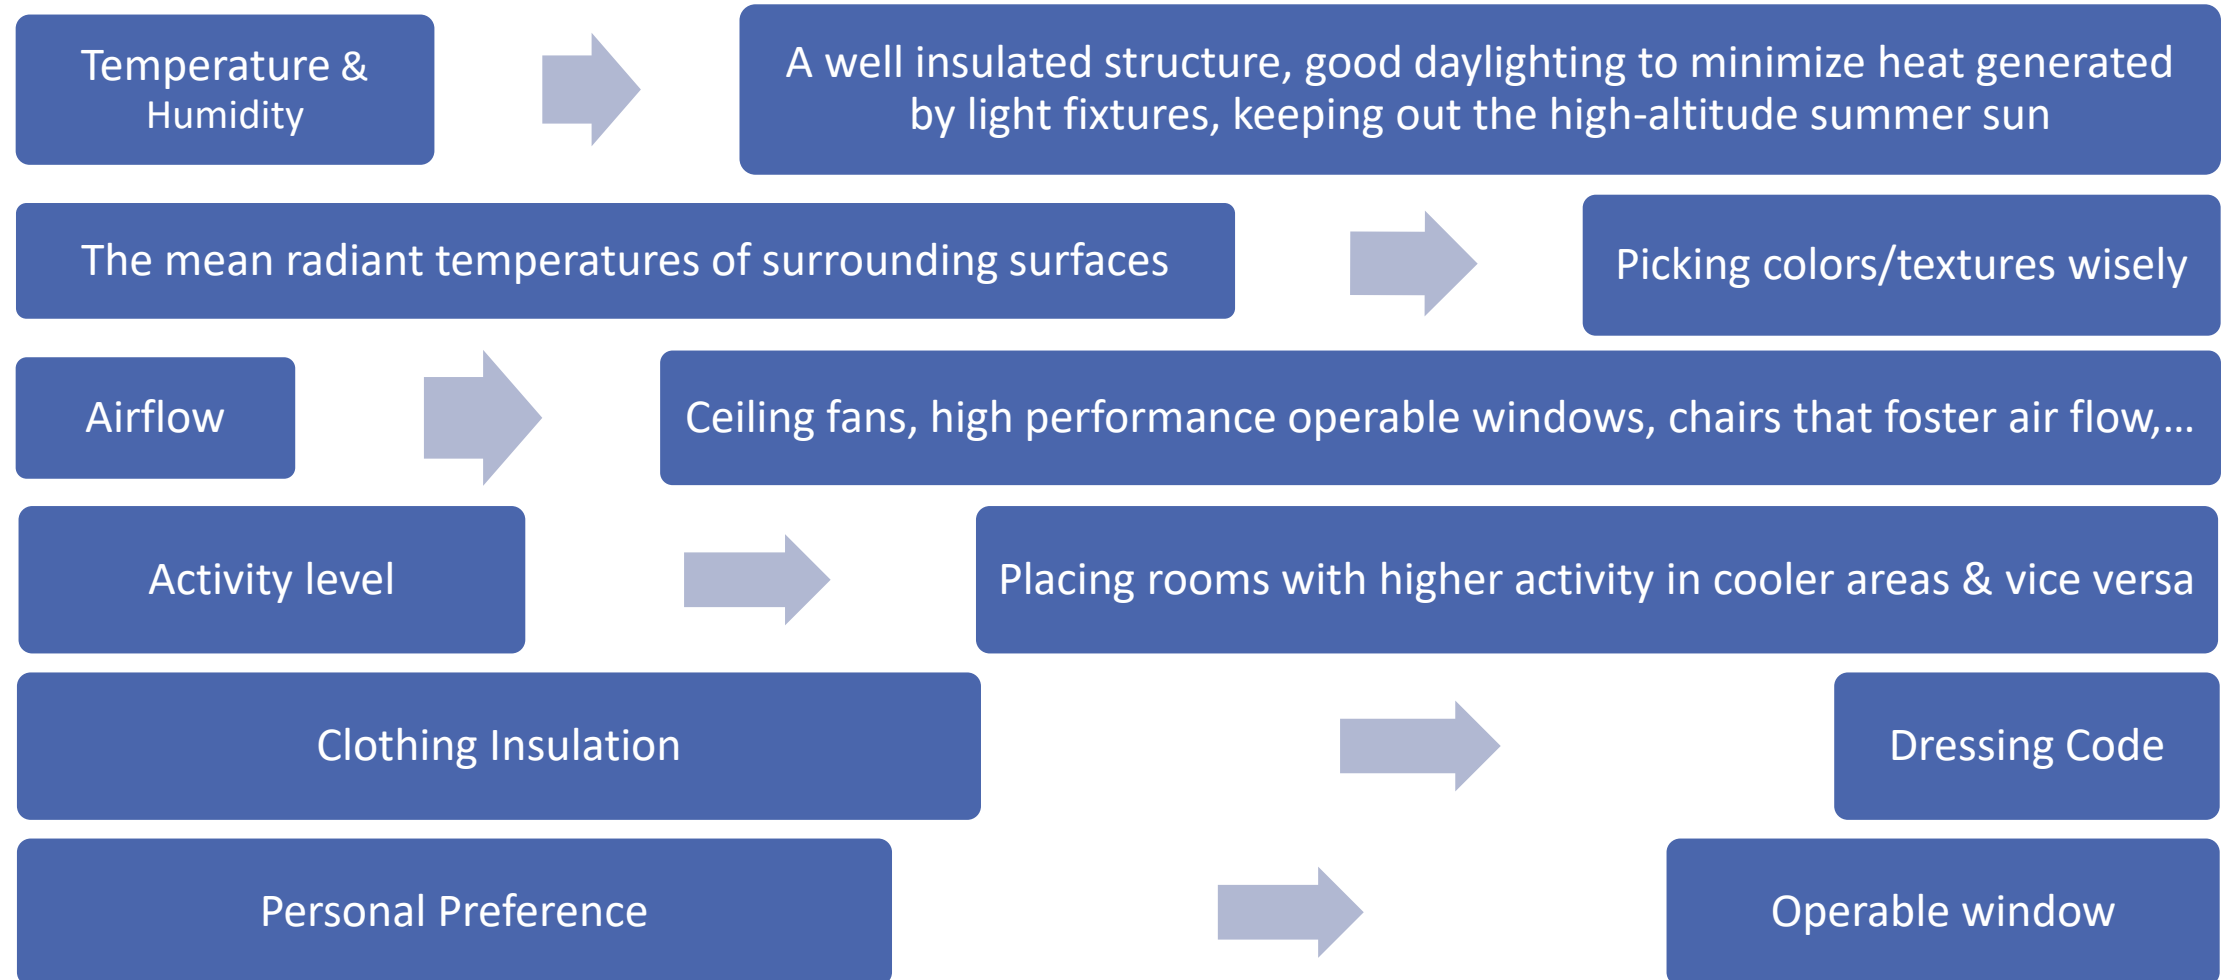 Temperature &
Humidity
A well insulated structure, good daylighting to minimize heat generated
by light fixtures, keeping out the high-altitude summer sun
The mean radiant temperatures of surrounding surfaces
Picking colors/textures wisely
Airflow
Ceiling fans, high performance operable windows, chairs that foster air flow,...
Activity level
Placing rooms with higher activity in cooler areas & vice versa
Clothing Insulation
Dressing Code
Personal Preference
Operable window